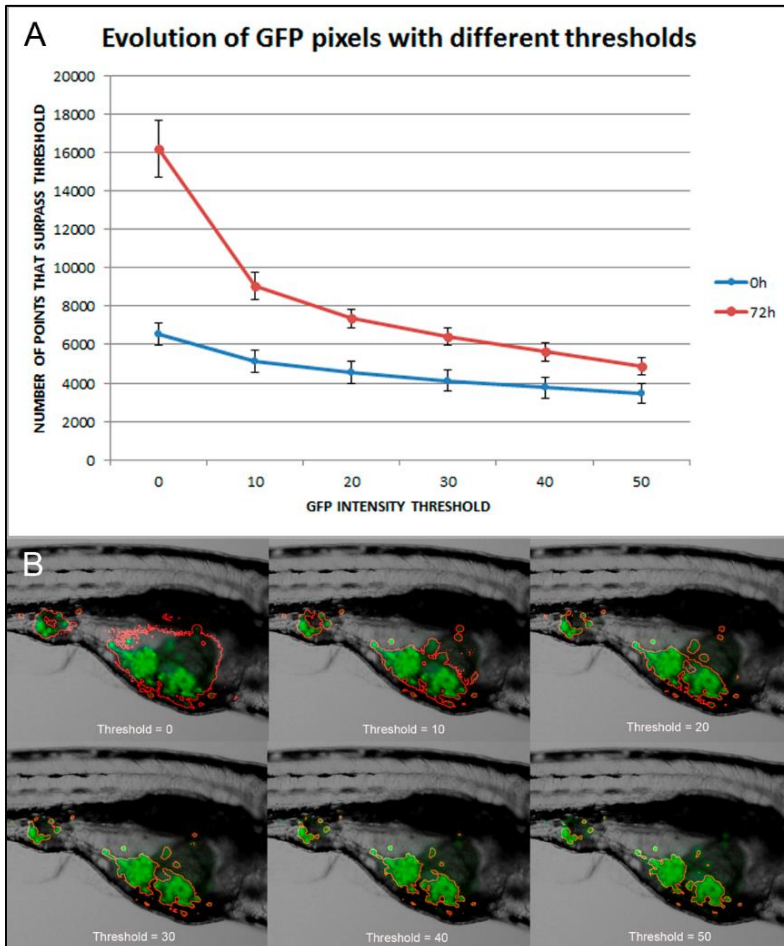 A
Evolution of GFP pixels with different thresholds
NUMBER OF POINTS THAT SURPASS THRESHOLD
20000
18000
16000
14000
12000
10000
8000
6000
4000
2000
0
0 10 20 30 40 50
GFP INTENSITY THRESHOLD
0h
72h
B
Threshold = 0
Threshold = 10
Threshold = 20
Threshold = 30
Threshold = 40
Threshold = 50